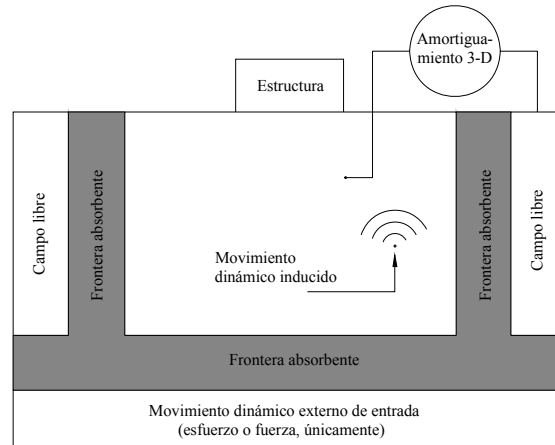 Amortigua-
miento 3-D
Estructura
Campo libre
Frontera absorbente
Movimiento
dinámico inducido
Frontera absorbente
Campo libre
Frontera absorbente
Movimiento dinámico externo de entrada
(esfuerzo o fuerza, únicamente)